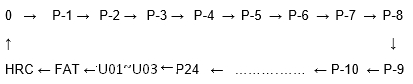 0 → P-1 → P-2 → P-3 → P-4 → P-5 → P-6 → P-7 → P-8
↑ ↓
HRC ← FAT ← U01~U03 ← P24 ← ……………… ← P-10 ← P-9